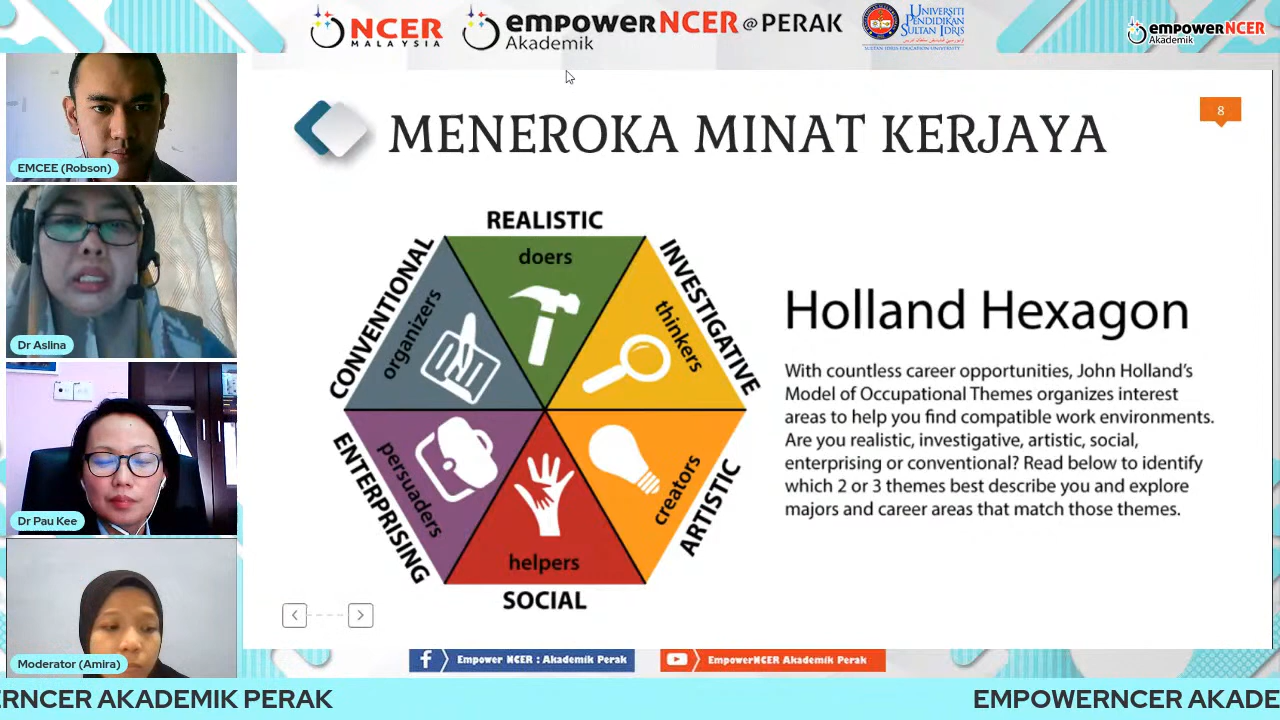 NCER
MALAYSIA
empowerNCER @ PERAK
Akademik
UNIVERSITI
PENDIDIKAN
SULTAN IDRIS
SULTAN IDRIS EDUCATION UNIVERSITY
empowerNCER
Akademik
EMCEE (Robson)
Dr Aslina
Dr Pau Kee
Moderator (Amira)
MENEROKA MINAT KERJAYA
8
REALISTIC
doers
INVESTIGATIVE
thinkers
ARTISTIC
creators
SOCIAL
helpers
ENTERPRISING
persuaders
CONVENTIONAL
organizers
Holland Hexagon
With countless career opportunities, John Holland's
Model of Occupational Themes organizes interest
areas to help you find compatible work environments.
Are you realistic, investigative, artistic, social,
enterprising or conventional? Read below to identify
which 2 or 3 themes best describe you and explore
majors and career areas that match those themes.
Empower NCER : Akademik Perak
EmpowerNCER Akademik Perak
ERNCER AKADEMIK PERAK
EMPOWERNCER AKADE